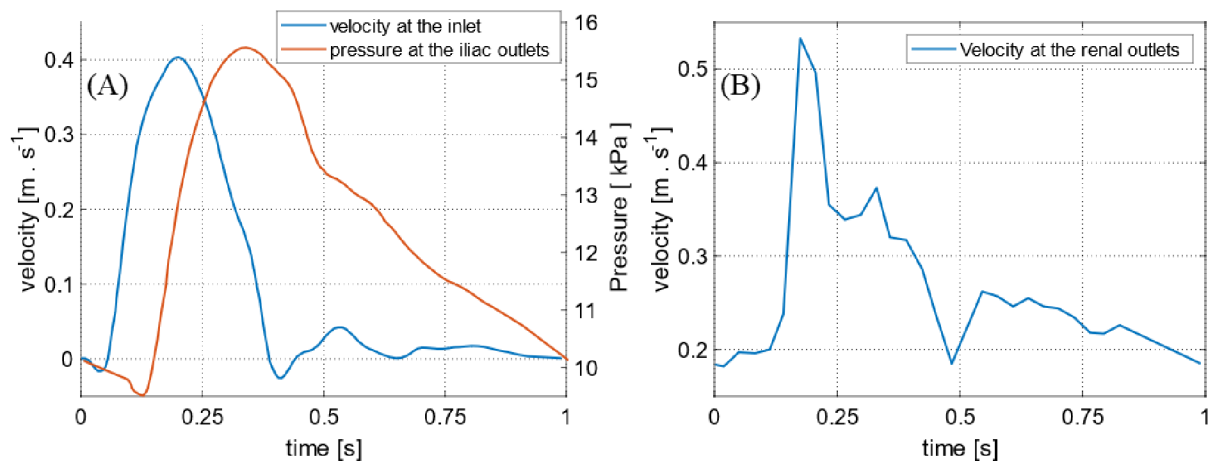 velocity at the inlet
pressure at the iliac outlets
(A)
velocity [m . s-1]
0.4
0.3
0.2
0.1
0
Pressure [ kPa]
16
15
14
13
12
11
10
0 0.25 0.5 0.75 1
time [s]
Velocity at the renal outlets
(B)
velocity [m . s-1]
0.5
0.4
0.3
0.2
0 0.25 0.5 0.75 1
time [s]